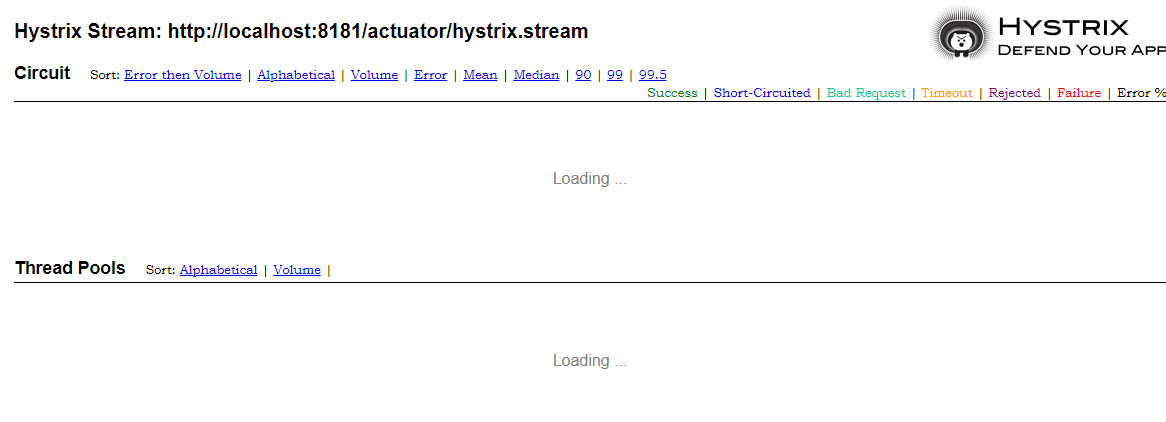 Hystrix Stream: http://localhost:8181/actuator/hystrix.stream
HYSTRIX
DEFEND YOUR APP
Circuit Sort: Error then Volume | Alphabetical | Volume | Error | Mean | Median | 90 | 99 | 99.5
Success | Short-Circuited | Bad Request | Timeout | Rejected | Failure | Error %
Loading ...
Thread Pools Sort: Alphabetical | Volume |
Loading ...